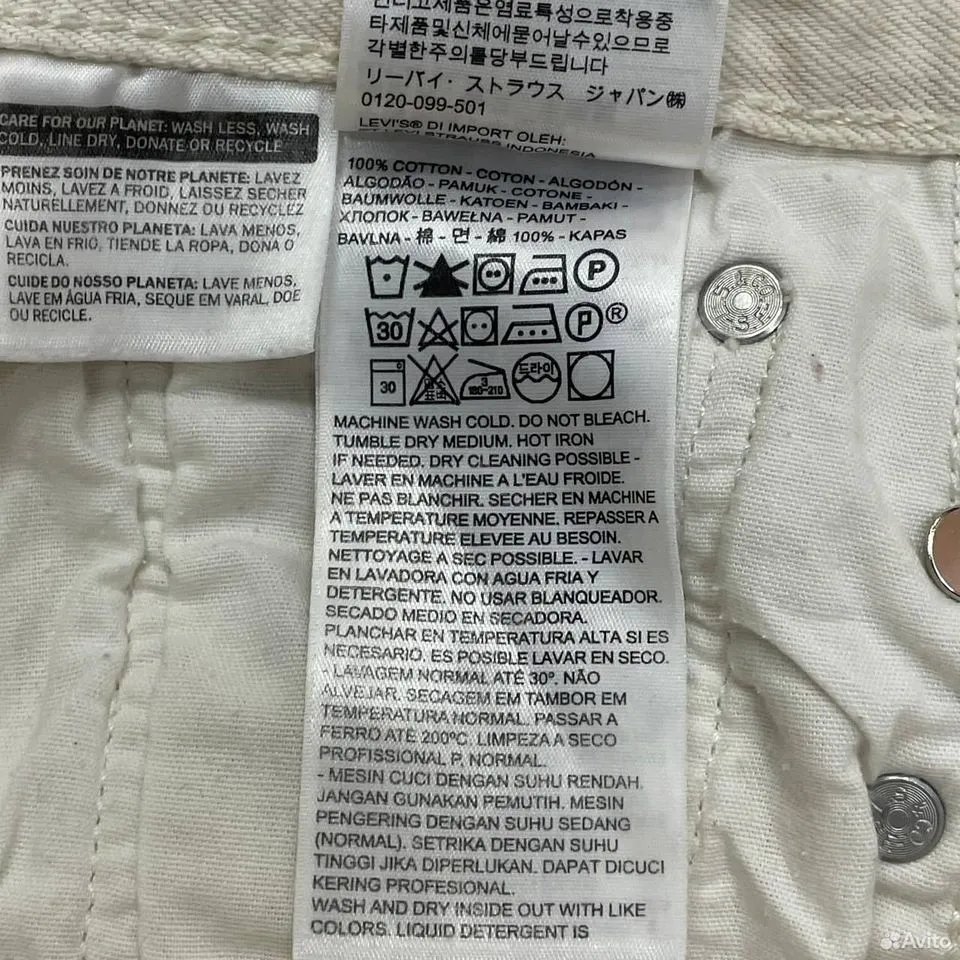 CARE FOR OUR PLANET: WASH LESS, WASH
COLD, LINE DRY, DONATE OR RECYCLE
PRENEZ SOIN DE NOTRE PLANETE: LAVEZ
MOINS, LAVEZ A FROID, LAISSEZ SECHER
NATURELLEMENT, DONNEZ OU RECYCLEZ
CUIDA NUESTRO PLANETA: LAVA MENOS,
LAVA EN FRIO, TIENDE LA ROPA, DONA O
RECICLA.
CUIDE DO NOSSO PLANETA: LAVE MENOS,
LAVE EM ÁGUA FRIA, SEQUE EM VARAL, DOE
OU RECICLE.
타제품및신체에묻어날수있으므로
각별한주의를당부드립니다
リーバイ・ストラウス ジャパン㈱
0120-099-501
LEVI'S® DI IMPORT OLEH:
PT LEVI STRAUSS INDONESIA
100% COTTON - COTON - ALGODÓN -
ALGODÃO - PAMUK - COTONE -
BAUMWOLLE - KATOEN - BAMBAKI -
ХЛОПОК - BAWEŁNA - PAMUT -
BAVLNA - 棉 - 면 - 綿 100% - KAPAS
P
30 P ®
30 3 180-210 드라이
MACHINE WASH COLD. DO NOT BLEACH.
TUMBLE DRY MEDIUM. HOT IRON
IF NEEDED. DRY CLEANING POSSIBLE -
LAVER EN MACHINE A L'EAU FROIDE.
NE PAS BLANCHIR. SECHER EN MACHINE
A TEMPERATURE MOYENNE. REPASSER A
TEMPERATURE ELEVEE AU BESOIN.
NETTOYAGE A SEC POSSIBLE. - LAVAR
EN LAVADORA CON AGUA FRIA Y
DETERGENTE. NO USAR BLANQUEADOR.
SECADO MEDIO EN SECADORA.
PLANCHAR EN TEMPERATURA ALTA SI ES
NECESARIO. ES POSIBLE LAVAR EN SECO.
- LAVAGEM NORMAL ATÉ 30º. NÃO
ALVEJAR. SECAGEM EM TAMBOR EM
TEMPERATURA NORMAL. PASSAR A
FERRO ATÉ 200ºC. LIMPEZA A SECO
PROFISSIONAL P, NORMAL.
- MESIN CUCI DENGAN SUHU RENDAH.
JANGAN GUNAKAN PEMUTIH. MESIN
PENGERING DENGAN SUHU SEDANG
(NORMAL). SETRIKA DENGAN SUHU
TINGGI JIKA DIPERLUKAN. DAPAT DICUCI
KERING PROFESIONAL.
WASH AND DRY INSIDE OUT WITH LIKE
COLORS. LIQUID DETERGENT IS
Avito